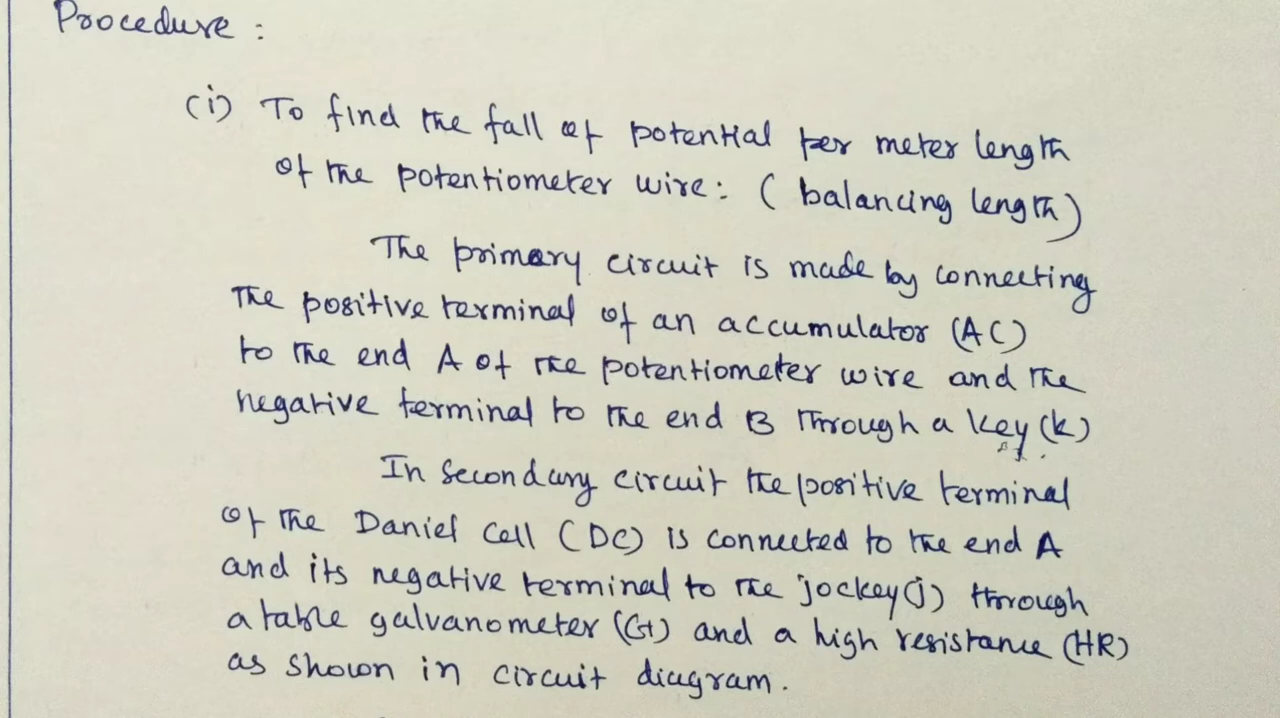 Procedure :
(i) To find the fall of potential per meter length
of the potentiometer wire: ( balancing length)
The primary circuit is made by connecting
The positive terminal of an accumulator (AC)
to the end A of the potentiometer wire and the
negative terminal to the end B through a key (k)
In secondary circuit the positive terminal
of the Daniel cell (DC) is connected to the end A
and its negative terminal to the jockey(j) through
a table galvanometer (G) and a high resistance (HR)
as shown in circuit diagram.